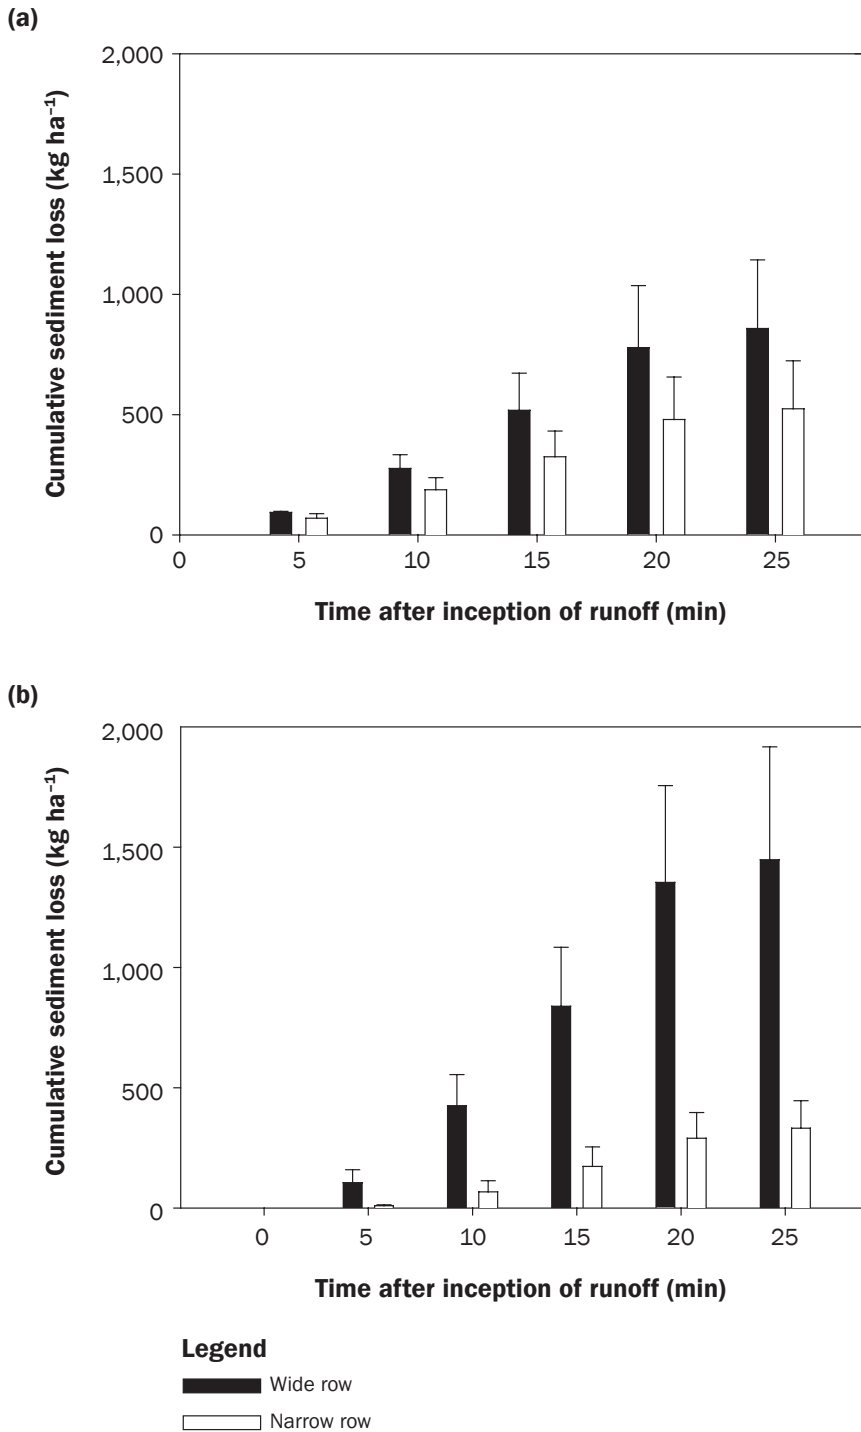 (a)
2,000
1,500
1,000
500
0
Cumulative sediment loss (kg ha⁻¹)
0 5 10 15 20 25
Time after inception of runoff (min)
(b)
2,000
1,500
1,000
500
0
Cumulative sediment loss (kg ha⁻¹)
0 5 10 15 20 25
Time after inception of runoff (min)
Legend
Wide row
Narrow row